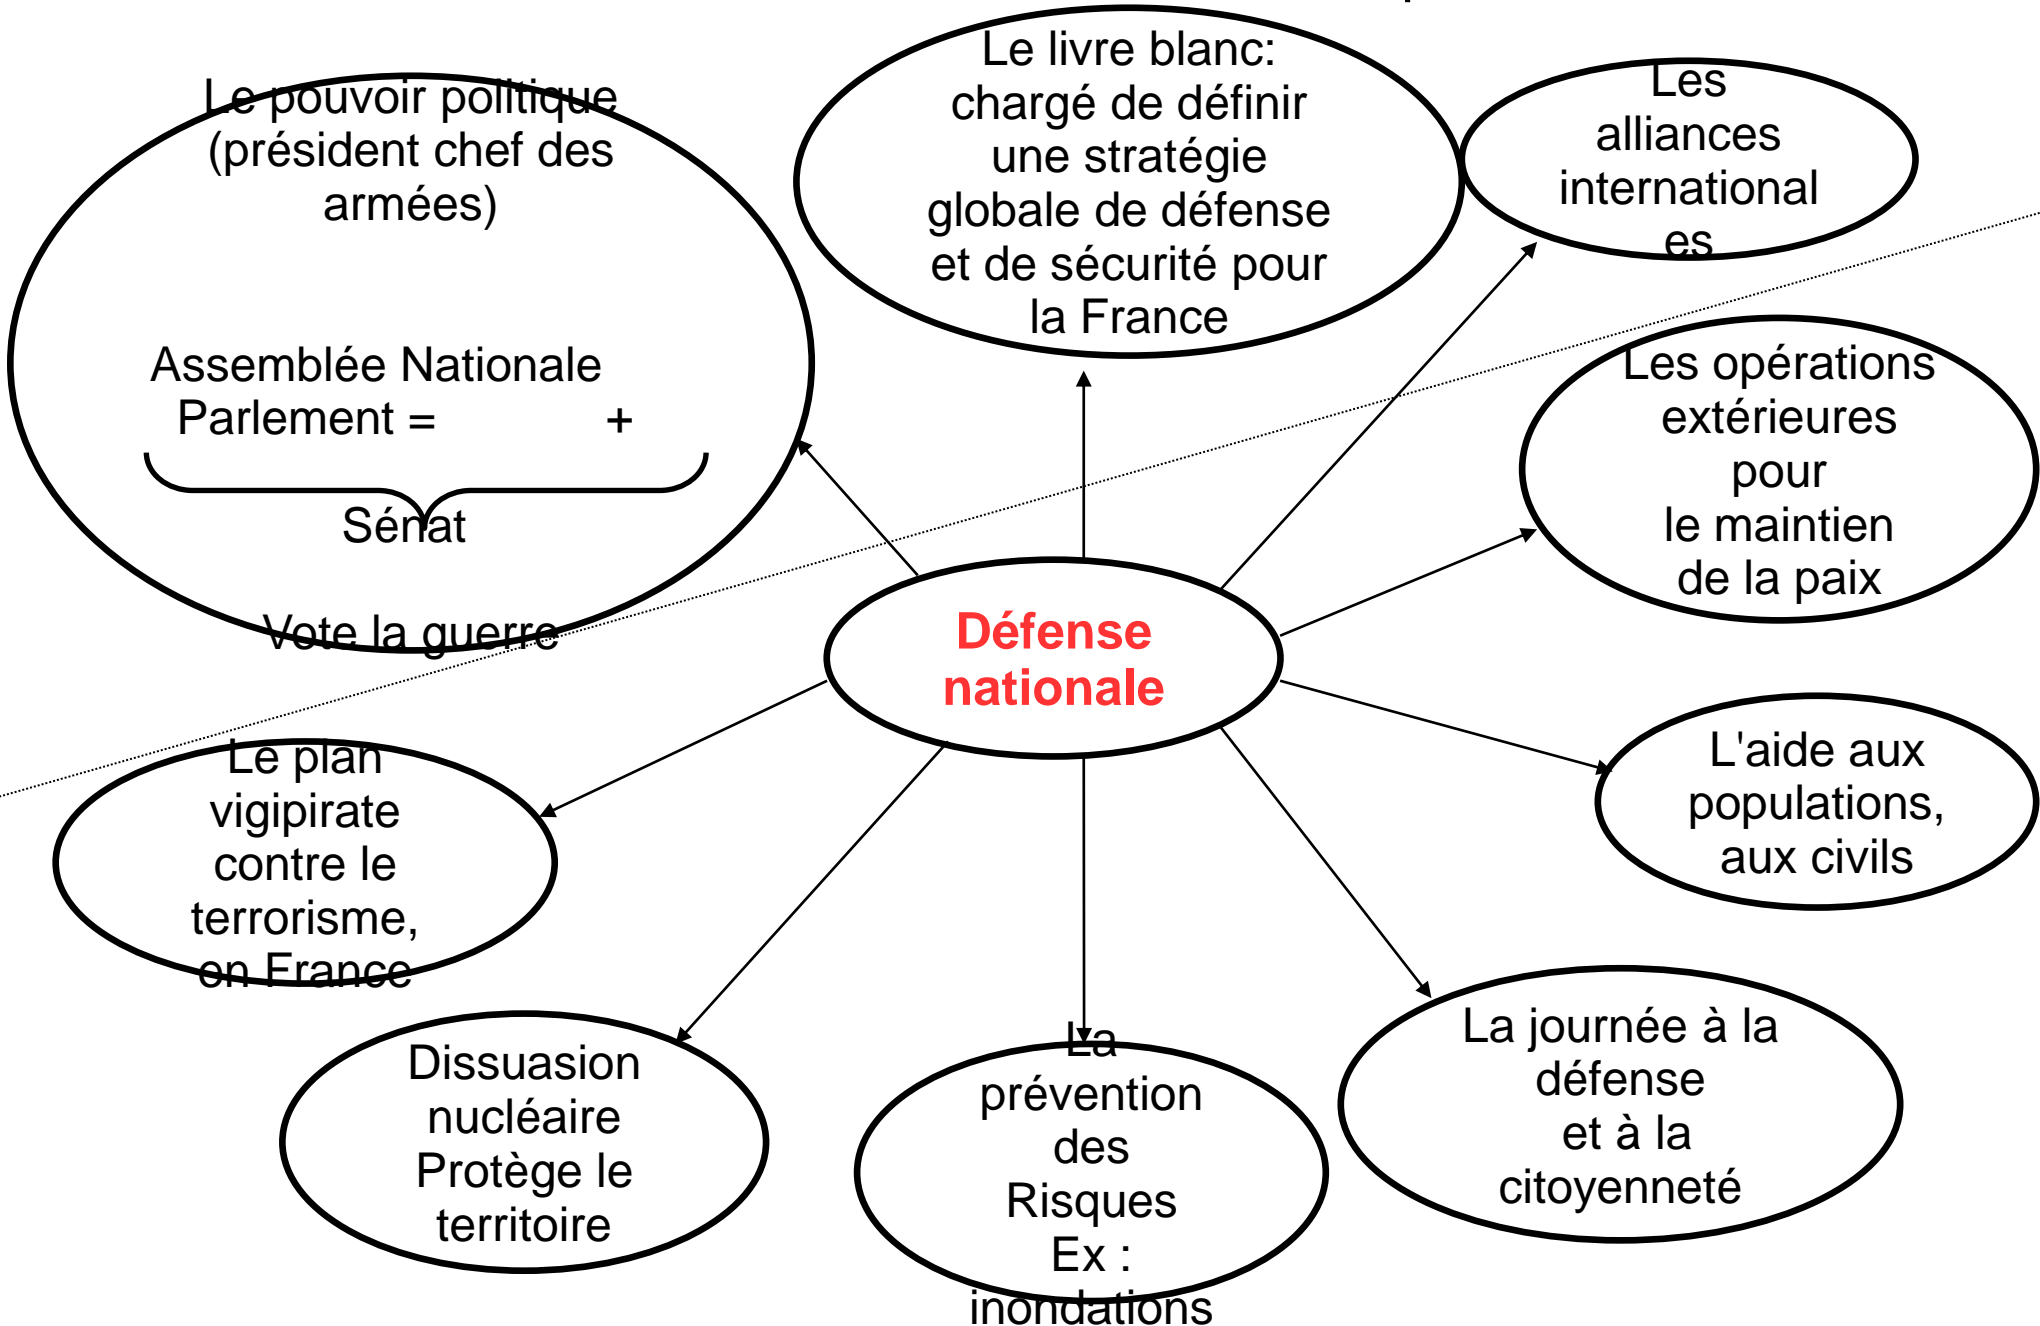 Le pouvoir politique
(président chef des
armées)
Assemblée Nationale
Parlement = +
Sénat
Vote la guerre
Le livre blanc:
chargé de définir
une stratégie
globale de défense
et de sécurité pour
la France
Les
alliances
international
es
Les opérations
extérieures
pour
le maintien
de la paix
Défense
nationale
L'aide aux
populations,
aux civils
Le plan
vigipirate
contre le
terrorisme,
en France
Dissuasion
nucléaire
Protège le
territoire
La
prévention
des
Risques
Ex :
inondations
La journée à la
défense
et à la
citoyenneté